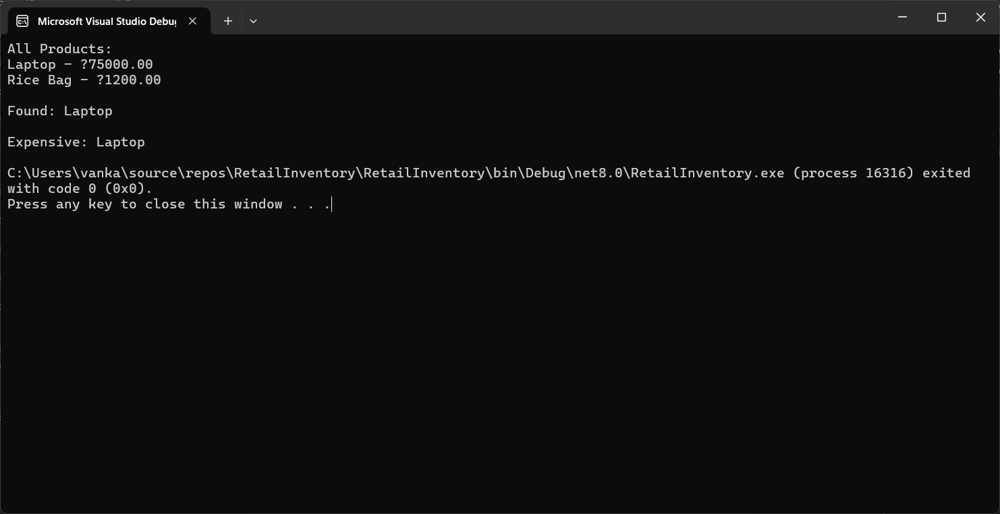 Microsoft Visual Studio Debug
All Products:
Laptop - ?75000.00
Rice Bag - ?1200.00
Found: Laptop
Expensive: Laptop
C:\Users\vanka\source\repos\RetailInventory\RetailInventory\bin\Debug\net8.0\RetailInventory.exe (process 16316) exited
with code 0 (0x0).
Press any key to close this window . . .